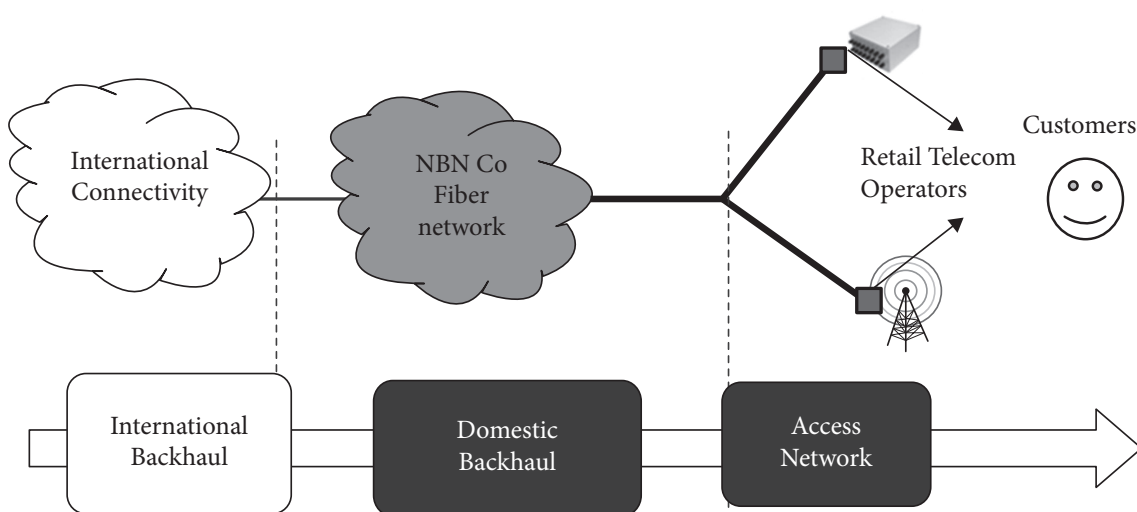 International
Connectivity
NBN Co
Fiber
network
Retail Telecom
Operators
Customers
International
Backhaul
Domestic
Backhaul
Access
Network